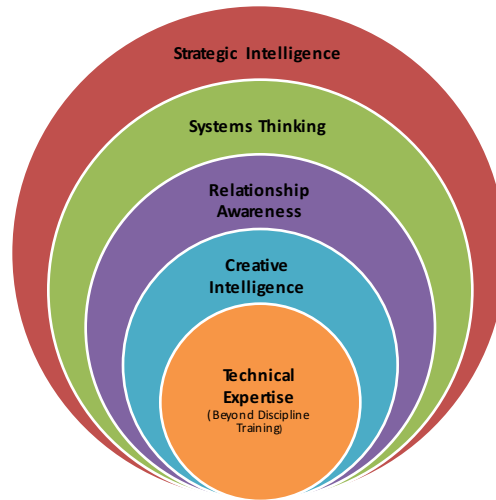 Strategic Intelligence
Systems Thinking
Relationship
Awareness
Creative
Intelligence
Technical
Expertise
(Beyond Discipline
Training)